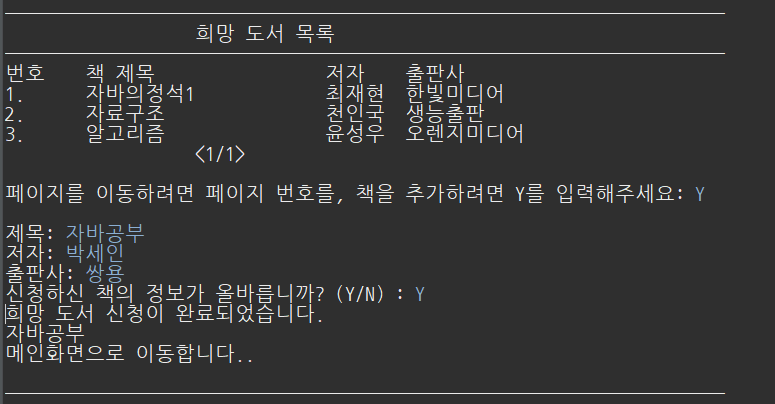 희망 도서 목록
번호 책 제목 저자 출판사
1. 자바의정석1 최재현 한빛미디어
2. 자료구조 천인국 생능출판
3. 알고리즘 윤성우 오렌지미디어
<1/1>
페이지를 이동하려면 페이지 번호를, 책을 추가하려면 Y를 입력해주세요: Y
제목: 자바공부
저자: 박세인
출판사: 쌍용
신청하신 책의 정보가 올바릅니까? (Y/N) : Y
희망 도서 신청이 완료되었습니다.
자바공부
메인화면으로 이동합니다..